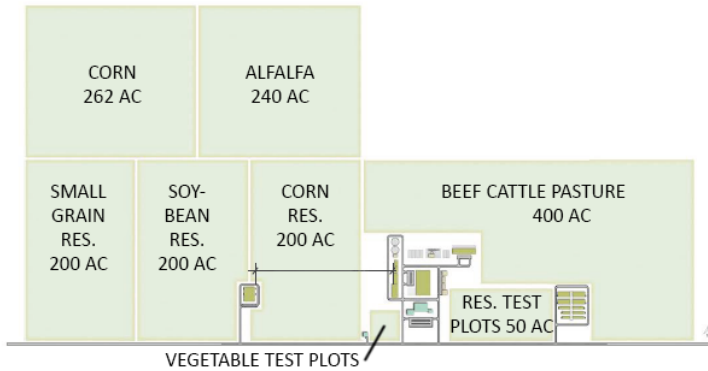 CORN
262 AC
ALFALFA
240 AC
SMALL
GRAIN
RES.
200 AC
SOY-
BEAN
RES.
200 AC
CORN
RES.
200 AC
BEEF CATTLE PASTURE
400 AC
RES. TEST
PLOTS 50 AC
VEGETABLE TEST PLOTS